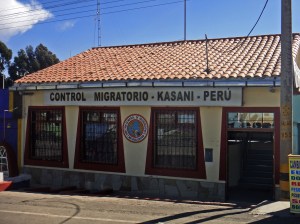 CONTROL MIGRATORIO - KASANI - PERÚ